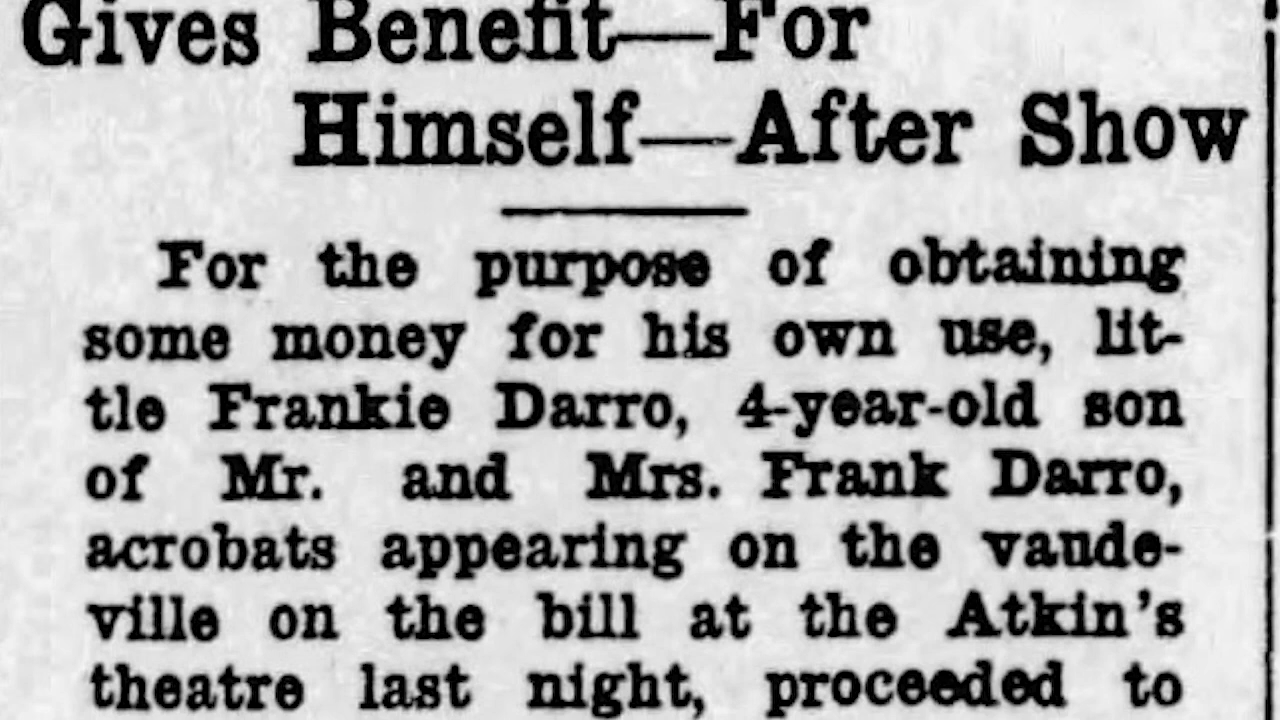 Gives Benefit—For
Himself—After Show
For the purpose of obtaining
some money for his own use, lit-
tle Frankie Darro, 4-year-old son
of Mr. and Mrs. Frank Darro,
acrobats appearing on the vaude-
ville on the bill at the Atkin's
theatre last night, proceeded to